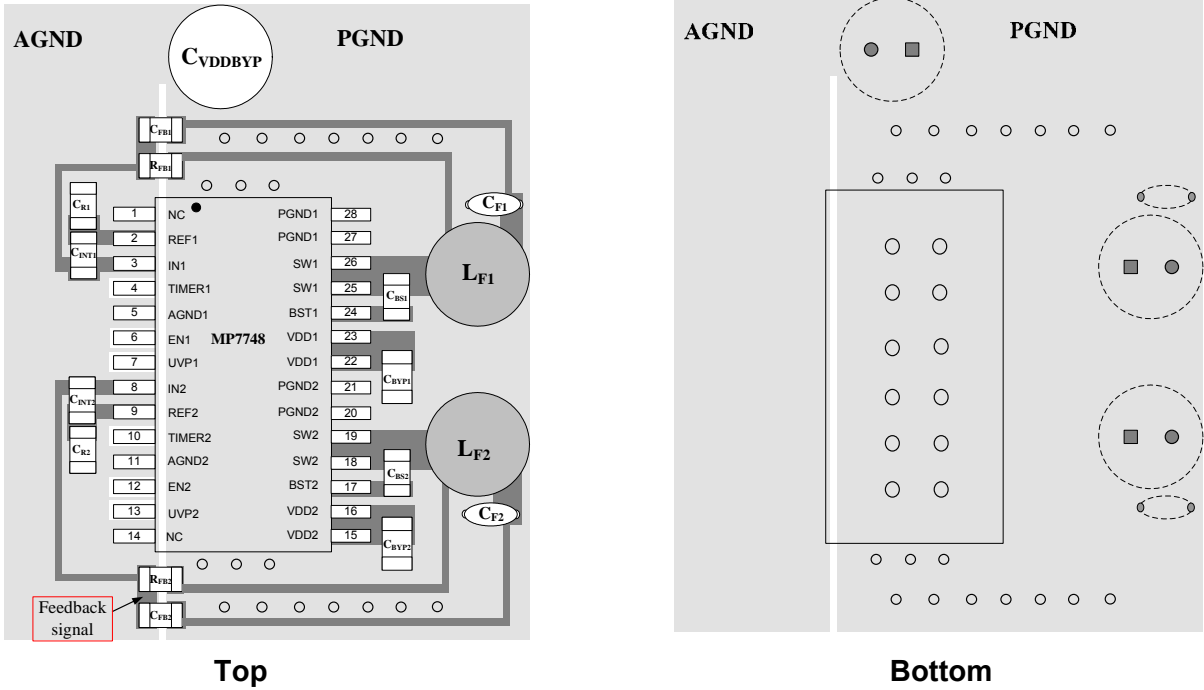 AGND
PGND
CVDDBYP
CFB1
RFB1
CR1
CINT1
CF1
LF1
1 NC PGND1 28
2 REF1 PGND1 27
3 IN1 SW1 26
4 TIMER1 SW1 25
CBS1
5 AGND1 BST1 24
6 EN1 MP7748 VDD1 23
7 UVP1 VDD1 22
CBYP1
8 IN2 PGND2 21
CINT2
9 REF2 PGND2 20
10 TIMER2 SW2 19
CR2
LF2
11 AGND2 SW2 18
CBS2
12 EN2 BST2 17
13 UVP2 VDD2 16
CF2
14 NC VDD2 15
CBYP2
RFB2
CFB2
Feedback
signal
Top
AGND
PGND
Bottom